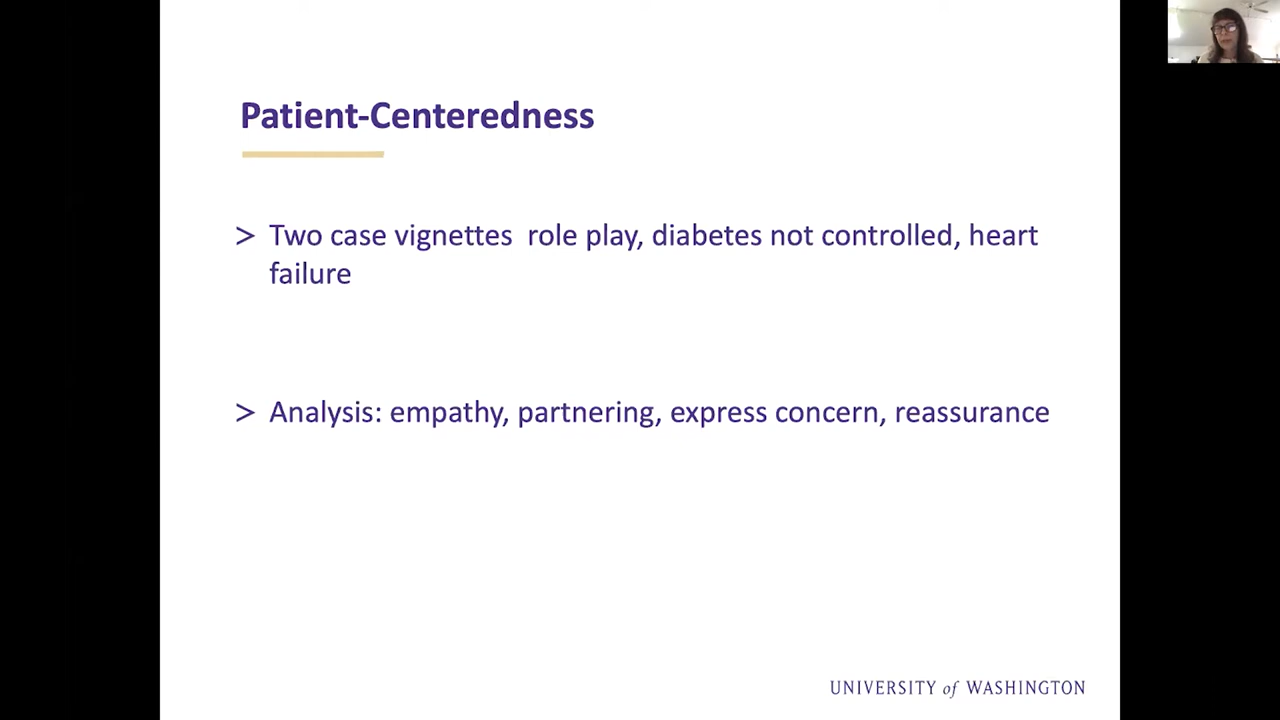 Patient-Centeredness
> Two case vignettes  role play, diabetes not controlled, heart
failure
> Analysis: empathy, partnering, express concern, reassurance
UNIVERSITY of WASHINGTON